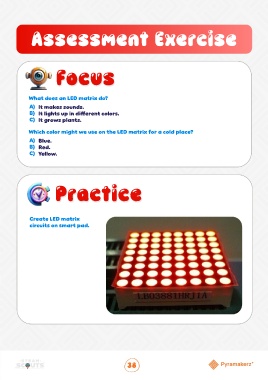 Assessment Exercise
Focus
What does an LED matrix do?
A) It makes sounds.
B) It lights up in different colors.
C) It grows plants.
Which color might we use on the LED matrix for a cold place?
A) Blue.
B) Red.
C) Yellow.
Practice
Create LED matrix
circuits on smart pad.
38
Pyramakerz